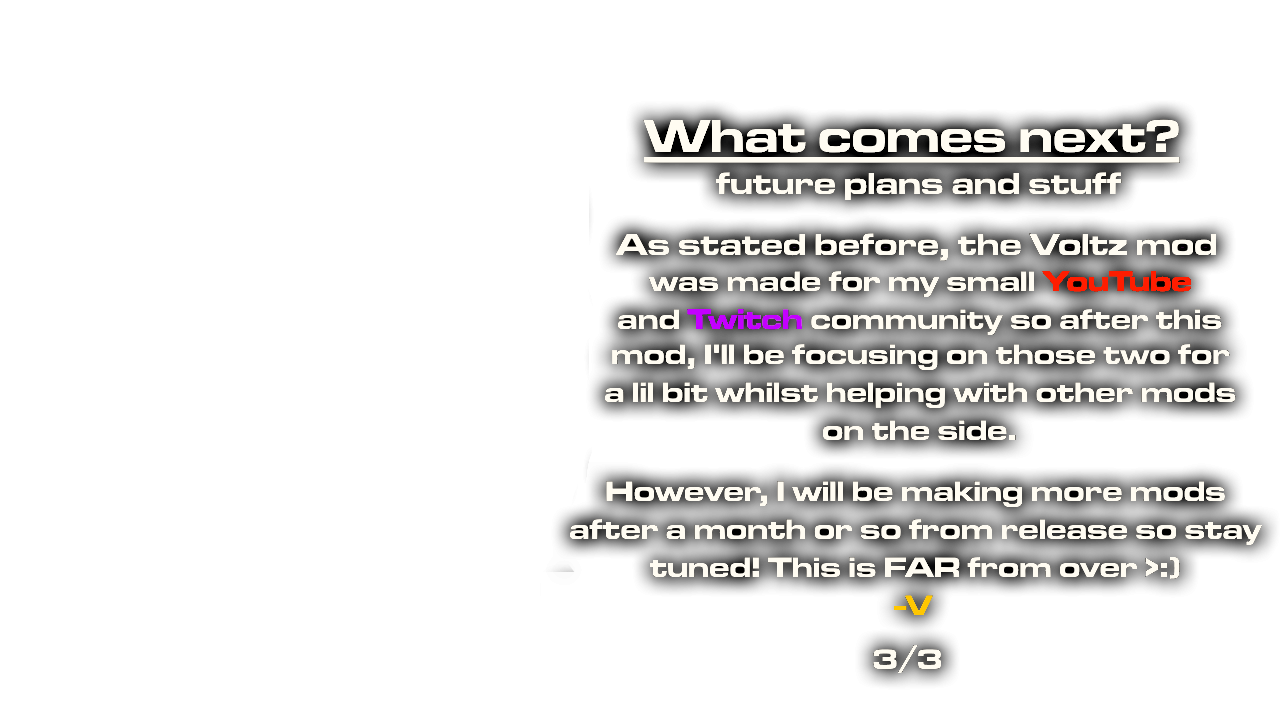 What comes next?
future plans and stuff
As stated before, the Voltz mod
was made for my small YouTube
and Twitch community so after this
mod, I'll be focusing on those two for
a lil bit whilst helping with other mods
on the side.
However, I will be making more mods
after a month or so from release so stay
tuned! This is FAR from over >:)
-V
3/3